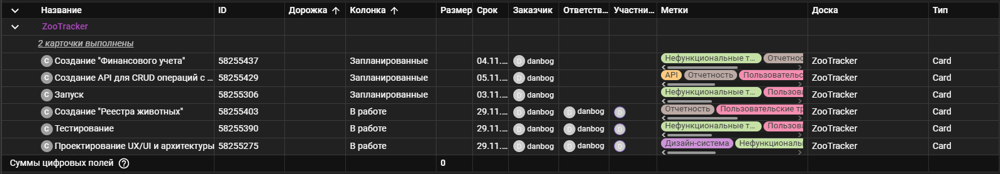 Название ID Дорожка Колонка Размер Срок Заказчик Ответств... Участни... Метки Доска Тип
ZooTracker
2 карточки выполнены
C Создание "Финансового учета" 58255437 Запланированные 04.11.... D danbog Нефункциональные т... Отчетнос ZooTracker Card
C Создание API для CRUD операций с ... 58255429 Запланированные 05.11.... D danbog API Отчетность Пользовательс ZooTracker Card
C Запуск 58255306 Запланированные 03.11.... D danbog Нефункциональные т... Пользова ZooTracker Card
C Создание "Реестра животных" 58255403 В работе 29.11.... D danbog D danbog D Отчетность Пользовательские тр ZooTracker Card
C Тестирование 58255390 В работе 29.11.... D danbog D danbog D Нефункциональные т... Пользова ZooTracker Card
C Проектирование UX/UI и архитектуры 58255275 В работе 29.11.... D danbog D danbog D Дизайн-система Нефункциональ ZooTracker Card
Суммы цифровых полей ? 0